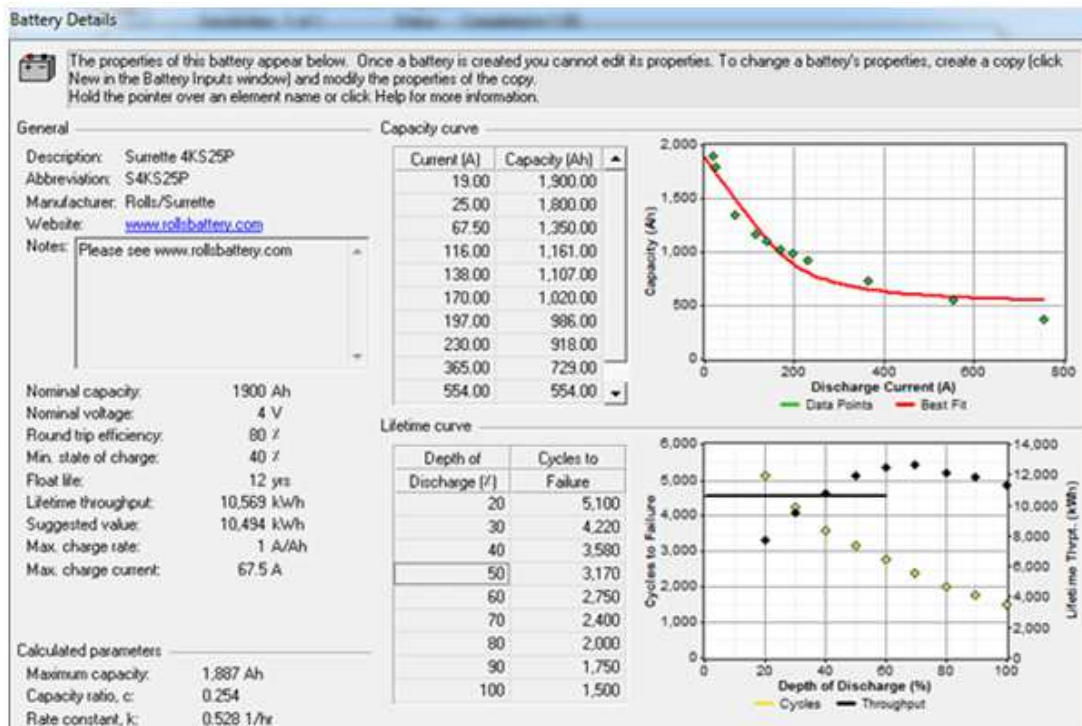 Battery Details
The properties of this battery appear below. Once a battery is created you cannot edit its properties. To change a battery's properties, create a copy (click
New in the Battery Inputs window) and modify the properties of the copy.
Hold the pointer over an element name or click Help for more information.
General
Description: Surrette 4KS25P
Abbreviation: S4KS25P
Manufacturer: Rolls/Surrette
Website: www.rollsbattery.com
Notes: Please see www.rollsbattery.com
Nominal capacity: 1900 Ah
Nominal voltage: 4 V
Round trip efficiency: 80 %
Min. state of charge: 40 %
Float life: 12 yrs
Lifetime throughput: 10,569 kWh
Suggested value: 10,494 kWh
Max. charge rate: 1 A/Ah
Max. charge current: 67.5 A
Calculated parameters
Maximum capacity: 1,887 Ah
Capacity ratio, c: 0.254
Rate constant, k: 0.528 1/hr
Capacity curve
Current (A) Capacity (Ah)
19.00 1,900.00
25.00 1,800.00
67.50 1,350.00
116.00 1,161.00
138.00 1,107.00
170.00 1,020.00
197.00 986.00
230.00 918.00
365.00 729.00
554.00 554.00
Capacity (Ah)
2,000
1,500
1,000
500
0
0 200 400 600 800
Discharge Current (A)
Data Points Best Fit
Lifetime curve
Depth of Cycles to
Discharge (%) Failure
20 5,100
30 4,220
40 3,580
50 3,170
60 2,750
70 2,400
80 2,000
90 1,750
100 1,500
Cycles to Failure
6,000
5,000
4,000
3,000
2,000
1,000
0
0 20 40 60 80 100
Depth of Discharge (%)
14,000
12,000
10,000
8,000
6,000
4,000
2,000
0
Lifetime Thrpt. (kWh)
Cycles Throughput